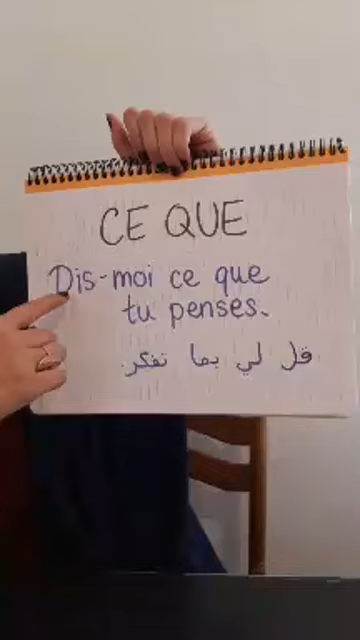 CE QUE
Dis-moi ce que
tu penses.
قل لي بما تفكر.